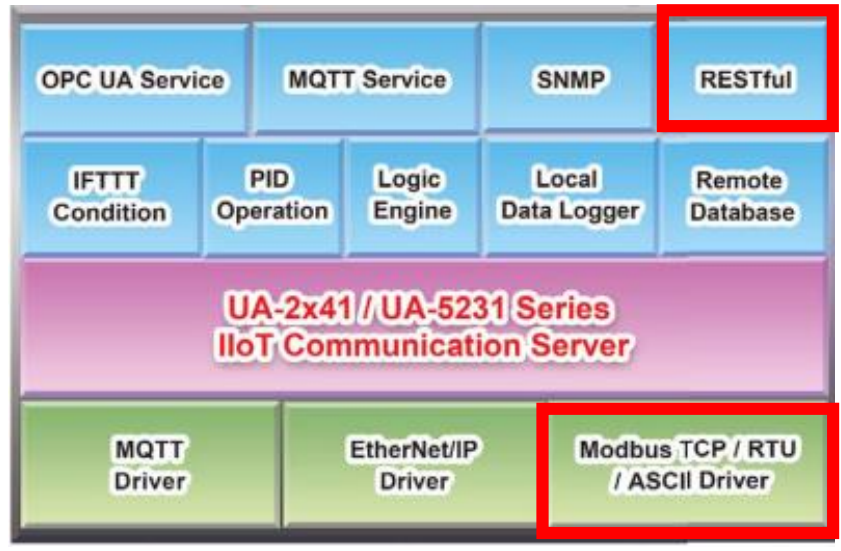 OPC UA Service
MQTT Service
SNMP
RESTful
IFTTT
Condition
PID
Operation
Logic
Engine
Local
Data Logger
Remote
Database
UA-2x41 / UA-5231 Series
IIoT Communication Server
MQTT
Driver
EtherNet/IP
Driver
Modbus TCP / RTU
/ ASCII Driver